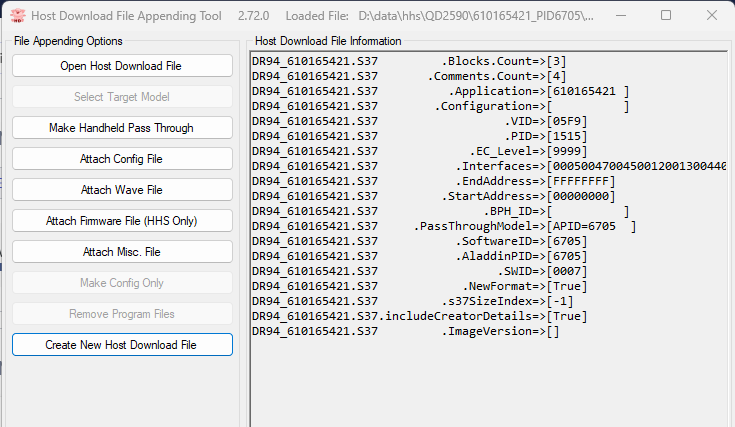 Host Download File Appending Tool    2.72.0    Loaded File:  D:\data\hhs\QD2590\610165421_PID6705\...
File Appending Options
Open Host Download File
Select Target Model
Make Handheld Pass Through
Attach Config File
Attach Wave File
Attach Firmware File (HHS Only)
Attach Misc. File
Make Config Only
Remove Program Files
Create New Host Download File
Host Download File Information
DR94_610165421.S37         .Blocks.Count=>[3]
DR94_610165421.S37       .Comments.Count=>[4]
DR94_610165421.S37          .Application=>[610165421 ]
DR94_610165421.S37        .Configuration=>[          ]
DR94_610165421.S37                  .VID=>[05F9]
DR94_610165421.S37                  .PID=>[1515]
DR94_610165421.S37             .EC_Level=>[9999]
DR94_610165421.S37           .Interfaces=>[000500470045001200130044
DR94_610165421.S37           .EndAddress=>[FFFFFFFF]
DR94_610165421.S37         .StartAddress=>[00000000]
DR94_610165421.S37               .BPH_ID=>[          ]
DR94_610165421.S37     .PassThroughModel=>[APID=6705  ]
DR94_610165421.S37           .SoftwareID=>[6705]
DR94_610165421.S37           .AladdinPID=>[6705]
DR94_610165421.S37                 .SWID=>[0007]
DR94_610165421.S37            .NewFormat=>[True]
DR94_610165421.S37         .s37SizeIndex=>[-1]
DR94_610165421.S37.includeCreatorDetails=>[True]
DR94_610165421.S37         .ImageVersion=>[]